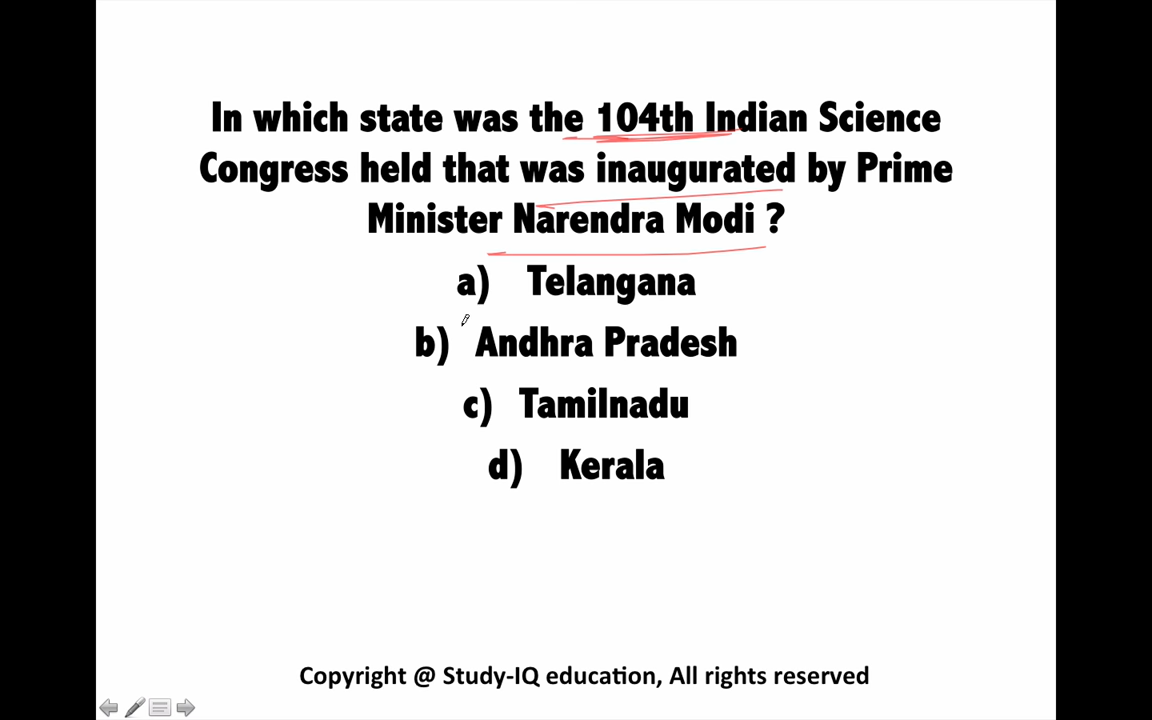 In which state was the 104th Indian Science
Congress held that was inaugurated by Prime
Minister Narendra Modi ?
a) Telangana
b) Andhra Pradesh
c) Tamilnadu
d) Kerala
Copyright @ Study-IQ education, All rights reserved